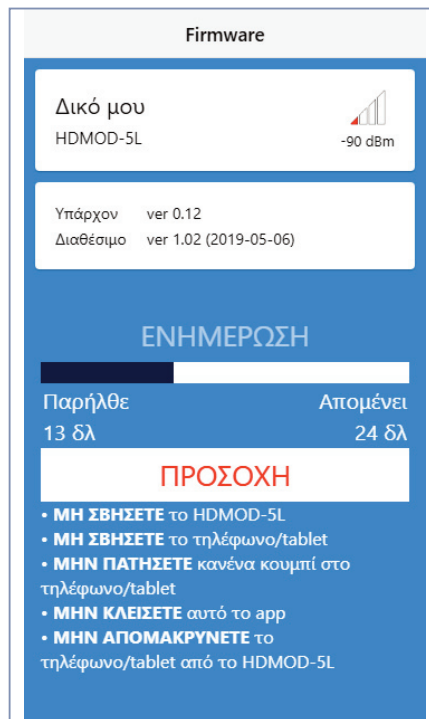 Firmware
Δικό μου
HDMOD-5L
-90 dBm
Υπάρχον ver 0.12
Διαθέσιμο ver 1.02 (2019-05-06)
ΕΝΗΜΕΡΩΣΗ
Παρήλθε Απομένει
13 δλ 24 δλ
ΠΡΟΣΟΧΗ
• ΜΗ ΣΒΗΣΕΤΕ το HDMOD-5L
• ΜΗ ΣΒΗΣΕΤΕ το τηλέφωνο/tablet
• ΜΗΝ ΠΑΤΗΣΕΤΕ κανένα κουμπί στο
τηλέφωνο/tablet
• ΜΗΝ ΚΛΕΙΣΕΤΕ αυτό το app
• ΜΗΝ ΑΠΟΜΑΚΡΥΝΕΤΕ το
τηλέφωνο/tablet από το HDMOD-5L